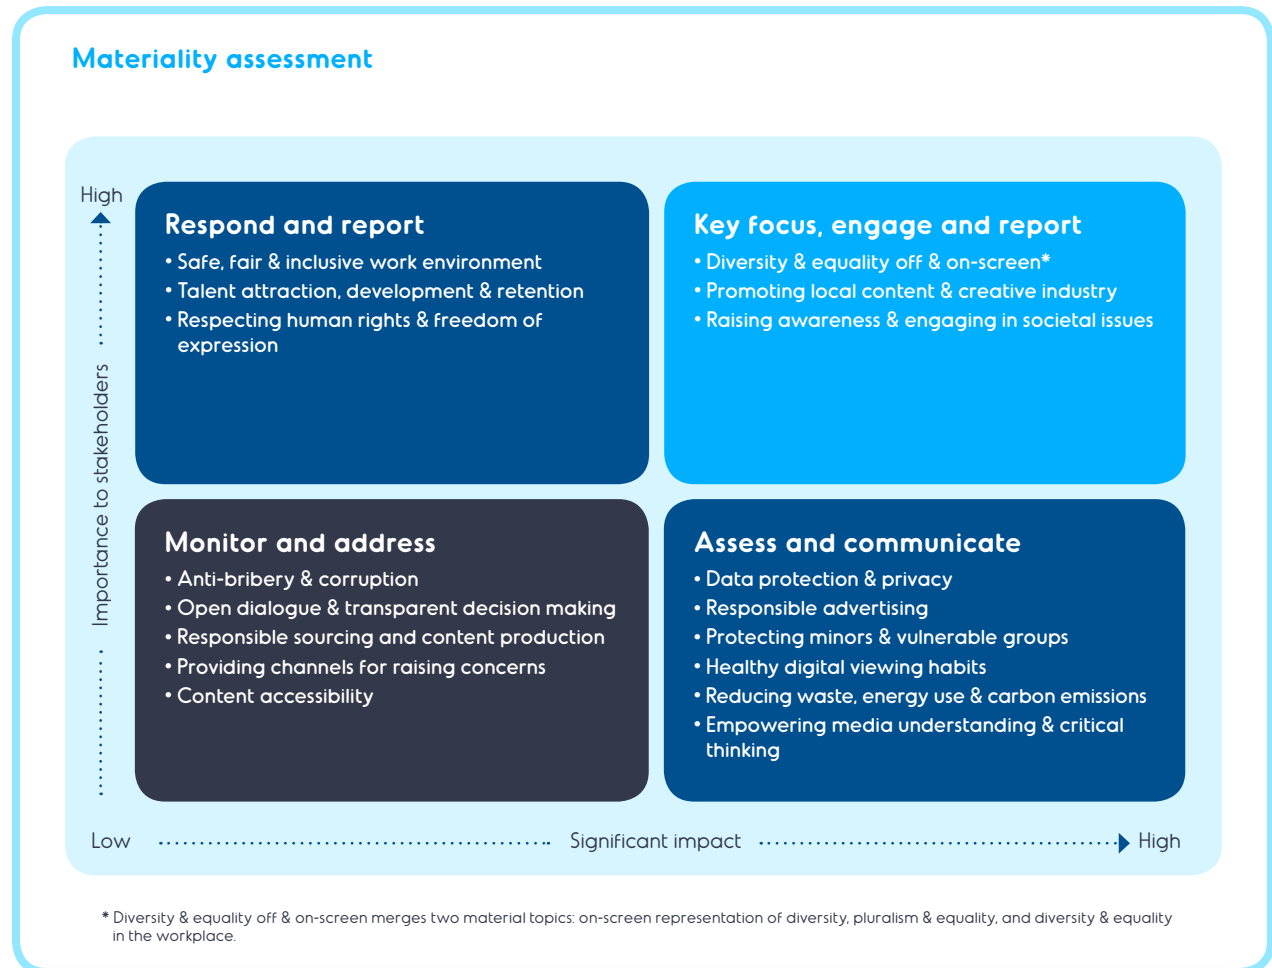 Materiality assessment
High
Importance to stakeholders
Respond and report
• Safe, fair & inclusive work environment
• Talent attraction, development & retention
• Respecting human rights & freedom of
expression
Key focus, engage and report
• Diversity & equality off & on-screen*
• Promoting local content & creative industry
• Raising awareness & engaging in societal issues
Monitor and address
• Anti-bribery & corruption
• Open dialogue & transparent decision making
• Responsible sourcing and content production
• Providing channels for raising concerns
• Content accessibility
Assess and communicate
• Data protection & privacy
• Responsible advertising
• Protecting minors & vulnerable groups
• Healthy digital viewing habits
• Reducing waste, energy use & carbon emissions
• Empowering media understanding & critical
thinking
Low
Significant impact
High
* Diversity & equality off & on-screen merges two material topics: on-screen representation of diversity, pluralism & equality, and diversity & equality
in the workplace.